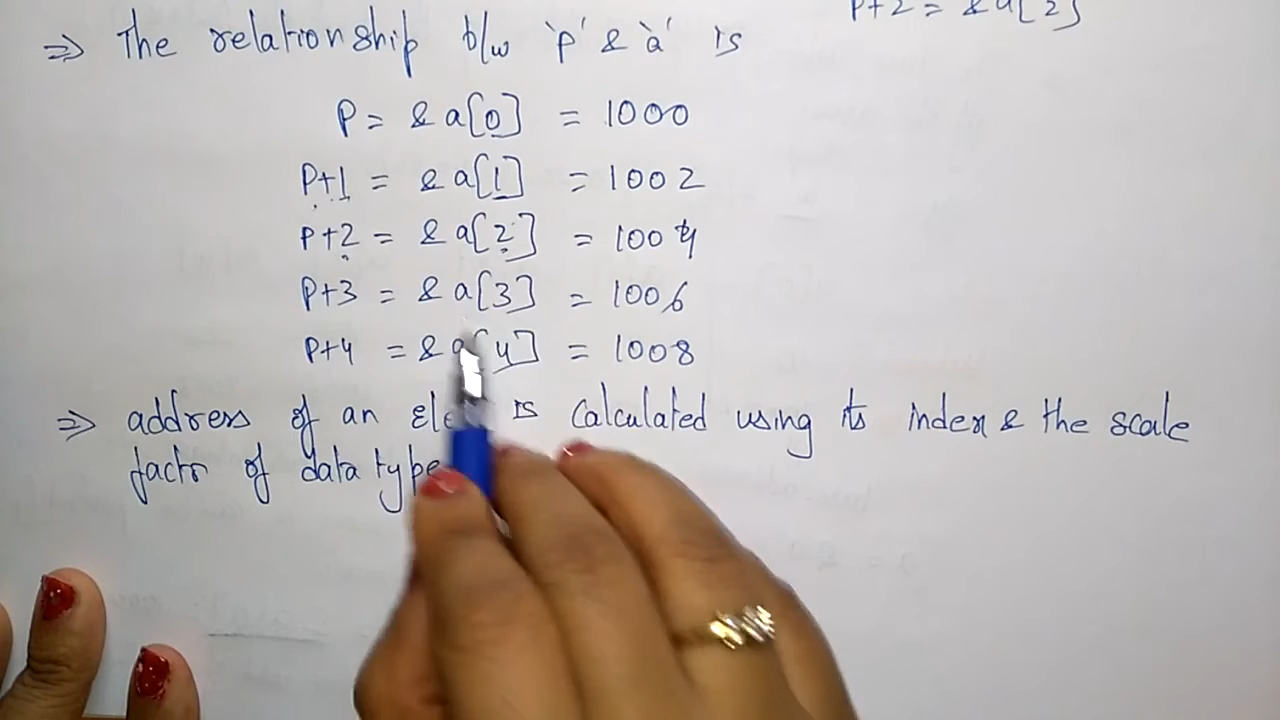 P+2 = &a[2]
⇒ The relationship b/w 'p' & 'a' is
P = &a[0] = 1000
P+1 = &a[1] = 1002
P+2 = &a[2] = 1004
P+3 = &a[3] = 1006
P+4 = &a[4] = 1008
⇒ address of an is calculated using its index & the scale
factor of data type